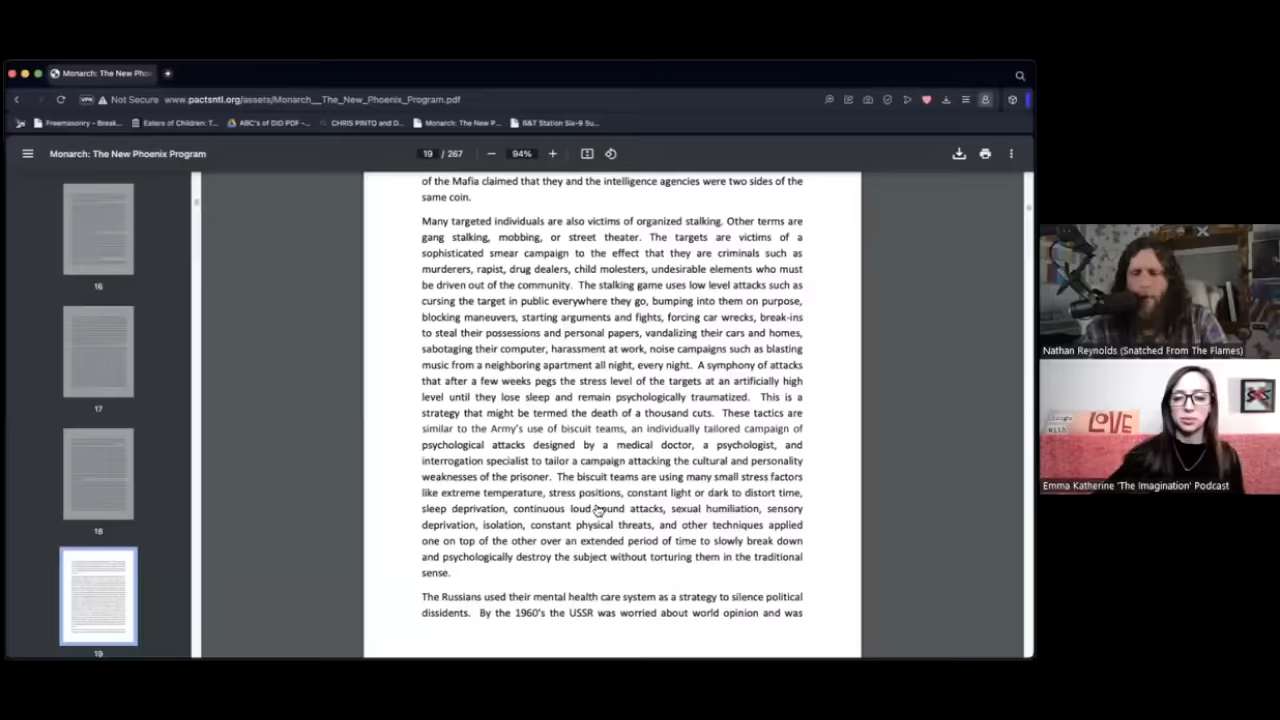 Monarch: The New Pho
Not Secure www.pactsntl.org/assets/Monarch__The_New_Phoenix_Program.pdf
Freemasonry - Break... Eaters of Children: T... ABC's of DID PDF -... CHRIS PINTO and D... Monarch: The New P... B&T Station Six-9 Su...
Monarch: The New Phoenix Program 19 / 267 94%
16
17
18
19
of the Mafia claimed that they and the intelligence agencies were two sides of the
same coin.
Many targeted individuals are also victims of organized stalking. Other terms are
gang stalking, mobbing, or street theater. The targets are victims of a
sophisticated smear campaign to the effect that they are criminals such as
murderers, rapist, drug dealers, child molesters, undesirable elements who must
be driven out of the community. The stalking game uses low level attacks such as
cursing the target in public everywhere they go, bumping into them on purpose,
blocking maneuvers, starting arguments and fights, forcing car wrecks, break-ins
to steal their possessions and personal papers, vandalizing their cars and homes,
sabotaging their computer, harassment at work, noise campaigns such as blasting
music from a neighboring apartment all night, every night. A symphony of attacks
that after a few weeks pegs the stress level of the targets at an artificially high
level until they lose sleep and remain psychologically traumatized. This is a
strategy that might be termed the death of a thousand cuts. These tactics are
similar to the Army's use of biscuit teams, an individually tailored campaign of
psychological attacks designed by a medical doctor, a psychologist, and
interrogation specialist to tailor a campaign attacking the cultural and personality
weaknesses of the prisoner. The biscuit teams are using many small stress factors
like extreme temperature, stress positions, constant light or dark to distort time,
sleep deprivation, continuous loud sound attacks, sexual humiliation, sensory
deprivation, isolation, constant physical threats, and other techniques applied
one on top of the other over an extended period of time to slowly break down
and psychologically destroy the subject without torturing them in the traditional
sense.
The Russians used their mental health care system as a strategy to silence political
dissidents. By the 1960's the USSR was worried about world opinion and was
Nathan Reynolds (Snatched From The Flames)
with LOVE
Emma Katherine 'The Imagination' Podcast